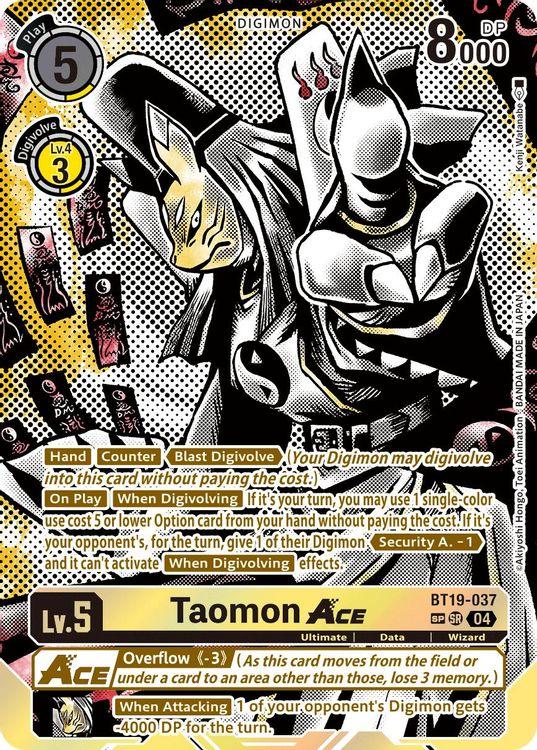 DIGIMON
Play
5
DP
8000
Digivolve
Lv.4
3
Kenji Watanabe
©Akiyoshi Hongo, Toei Animation · BANDAI MADE IN JAPAN
Hand Counter Blast Digivolve (Your Digimon may digivolve
into this card without paying the cost.)
On Play When Digivolving If it's your turn, you may use 1 single-color
use cost 5 or lower Option card from your hand without paying the cost. If it's
your opponent's, for the turn, give 1 of their Digimon Security A. -1
and it can't activate When Digivolving effects.
BT19-037
Lv.5 Taomon ACE SP SR 04
Ultimate | Data | Wizard
ACE Overflow《-3》(As this card moves from the field or
under a card to an area other than those, lose 3 memory.)
When Attacking 1 of your opponent's Digimon gets
-4000 DP for the turn.